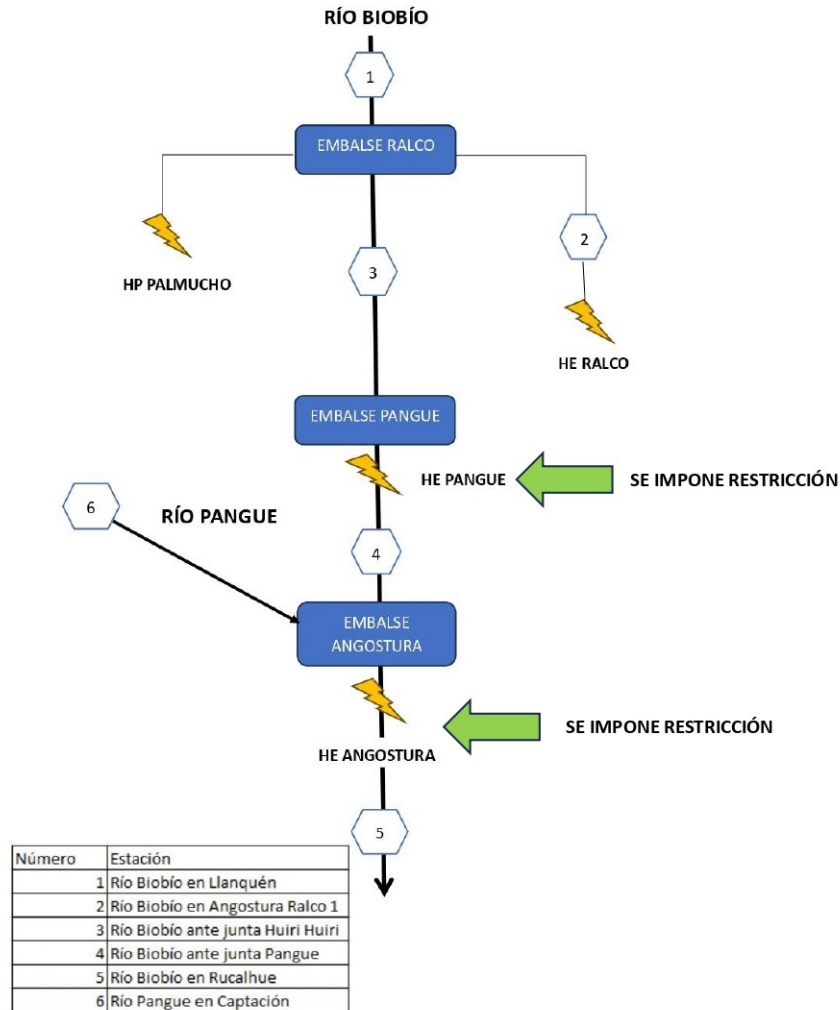 RÍO BIOBÍO
1
EMBALSE RALCO
2
3
HP PALMUCHO
HE RALCO
EMBALSE PANGUE
HE PANGUE
SE IMPONE RESTRICCIÓN
6
RÍO PANGUE
4
EMBALSE
ANGOSTURA
SE IMPONE RESTRICCIÓN
HE ANGOSTURA
5
Número Estación
1 Río Biobío en Llanquén
2 Río Biobío en Angostura Ralco 1
3 Río Biobío ante junta Huiri Huiri
4 Río Biobío ante junta Pangue
5 Río Biobío en Rucalhue
6 Río Pangue en Captación